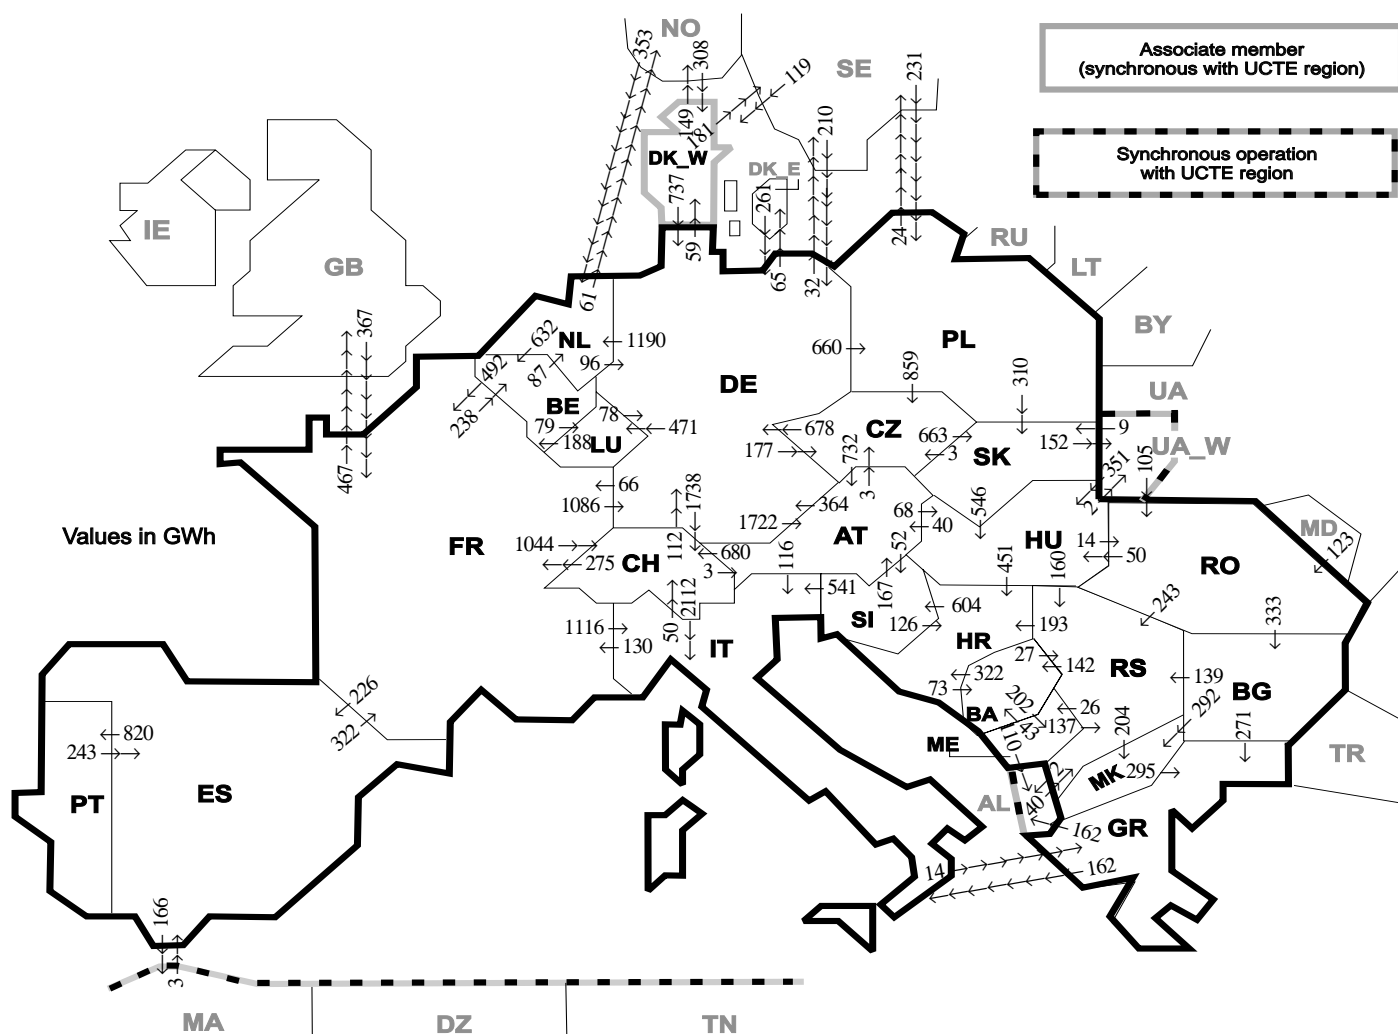 NO
353
308
119
SE
231
Associate member
(synchronous with UCTE region)
149
181
210
DK_W
DK_E
Synchronous operation
with UCTE region
737
261
IE
GB
59
65
32
24
RU
LT
61
367
632
NL
1190
96
87
492
238
BE
78
79
188
LU
471
DE
660
PL
BY
859
310
UA
678
177
CZ
732
663
3
SK
9
152
UA_W
351
105
2
467
66
1086
1738
364
1722
3
68
40
546
Values in GWh
FR
1044
275
CH
112
680
3
116
AT
52
HU
14
50
RO
MD
123
451
160
541
167
2112
50
SI
604
126
243
333
1116
130
IT
HR
193
27
142
RS
139
BG
322
73
226
322
BA
202
43
137
26
204
292
271
820
243
ME
110
TR
PT
ES
AL
2
40
MK
295
162
GR
14
162
166
3
MA
DZ
TN